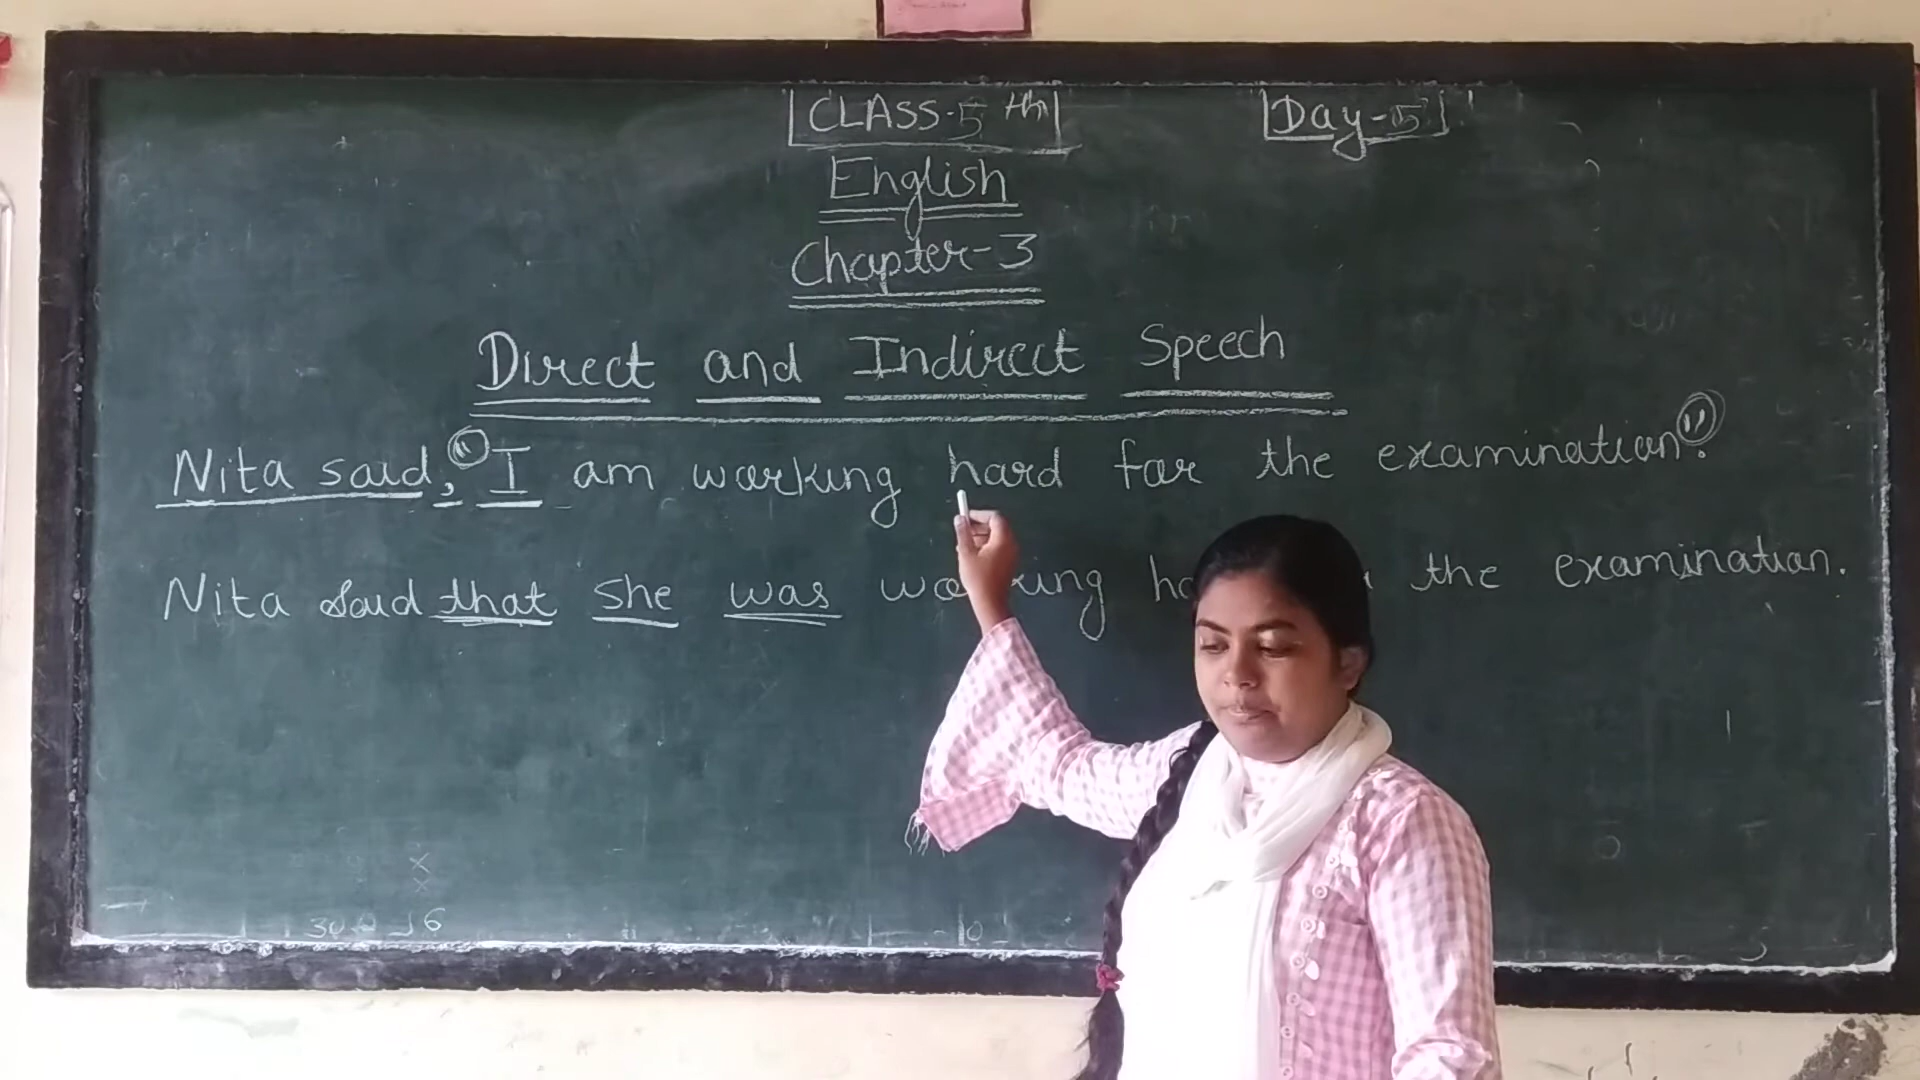 CLASS-5th Day-5
English
Chapter-3
Direct and Indirect Speech
Nita said, "I am working hard for the examination".
Nita said that she was working the examination.